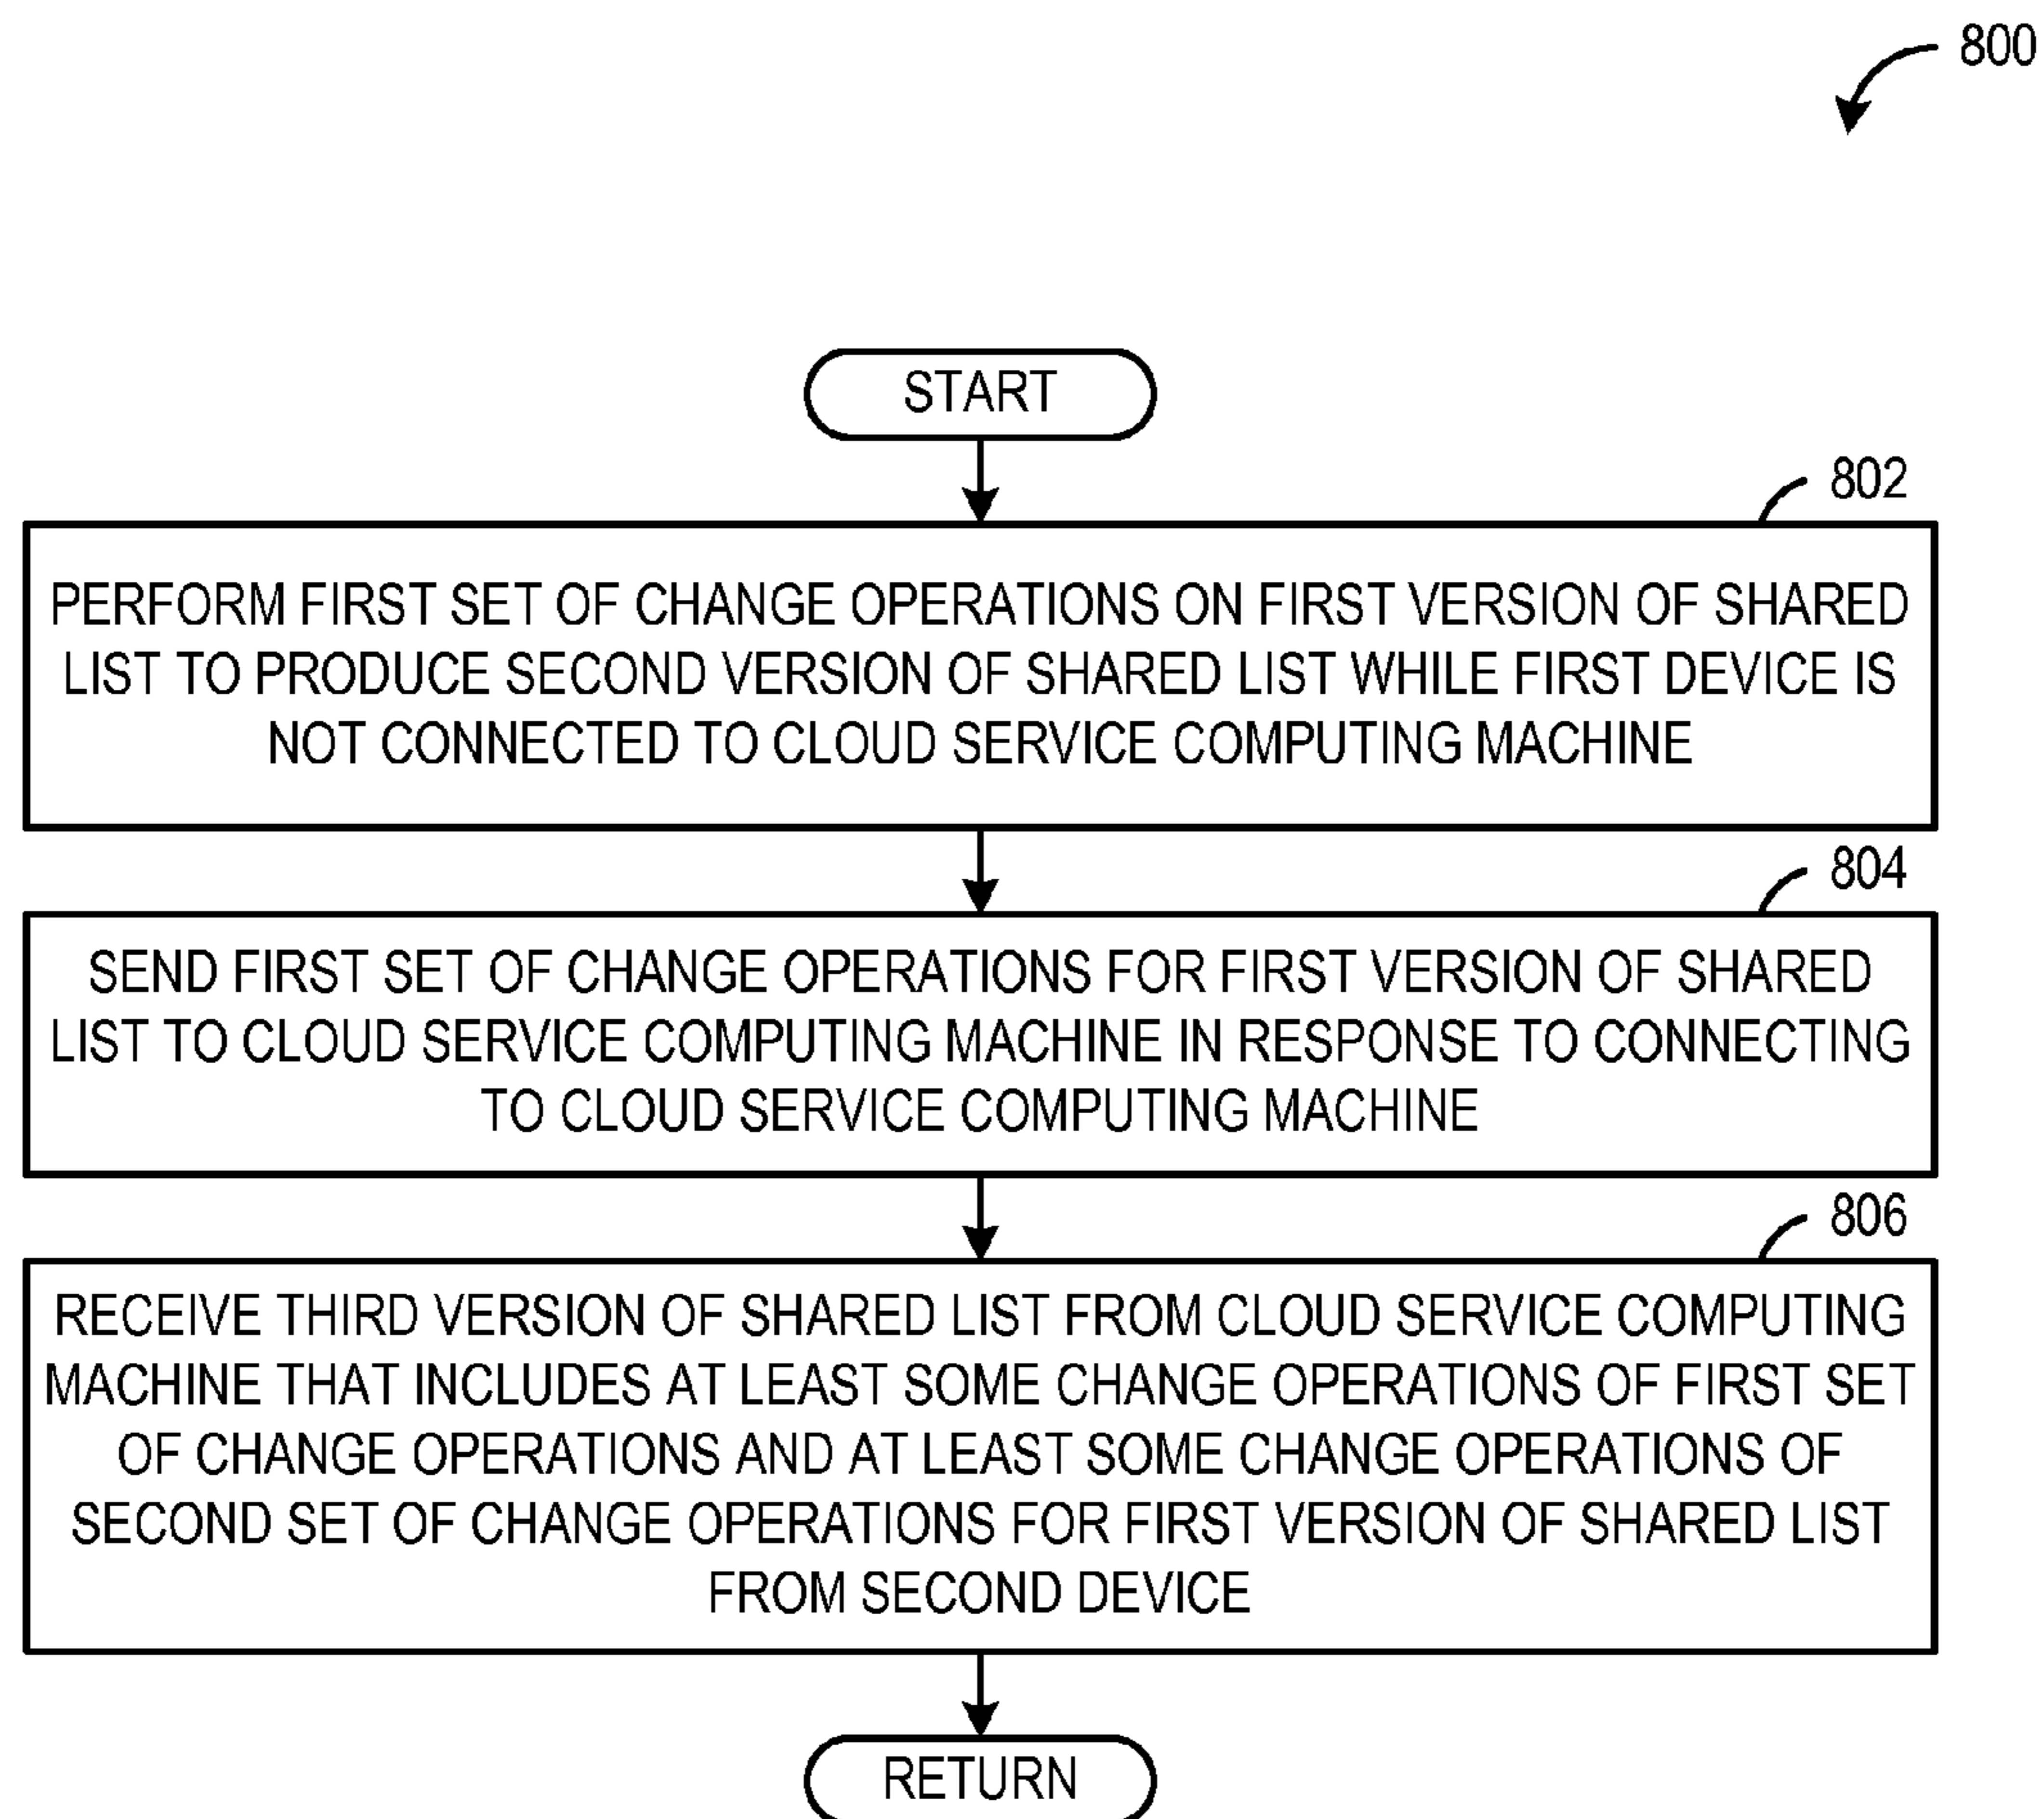 800
START
802
PERFORM FIRST SET OF CHANGE OPERATIONS ON FIRST VERSION OF SHARED
LIST TO PRODUCE SECOND VERSION OF SHARED LIST WHILE FIRST DEVICE IS
NOT CONNECTED TO CLOUD SERVICE COMPUTING MACHINE
804
SEND FIRST SET OF CHANGE OPERATIONS FOR FIRST VERSION OF SHARED
LIST TO CLOUD SERVICE COMPUTING MACHINE IN RESPONSE TO CONNECTING
TO CLOUD SERVICE COMPUTING MACHINE
806
RECEIVE THIRD VERSION OF SHARED LIST FROM CLOUD SERVICE COMPUTING
MACHINE THAT INCLUDES AT LEAST SOME CHANGE OPERATIONS OF FIRST SET
OF CHANGE OPERATIONS AND AT LEAST SOME CHANGE OPERATIONS OF
SECOND SET OF CHANGE OPERATIONS FOR FIRST VERSION OF SHARED LIST
FROM SECOND DEVICE
RETURN